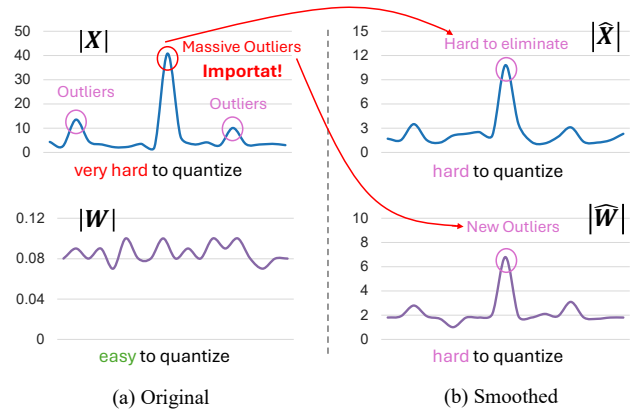 |X|
50
40
30
20
10
0
Outliers
Massive Outliers
Importat!
Outliers
very hard to quantize
|W|
0.12
0.08
0.04
0
easy to quantize
(a) Original
|X̂|
15
12
9
6
3
0
Hard to eliminate
hard to quantize
|Ŵ|
10
8
6
4
2
0
New Outliers
hard to quantize
(b) Smoothed